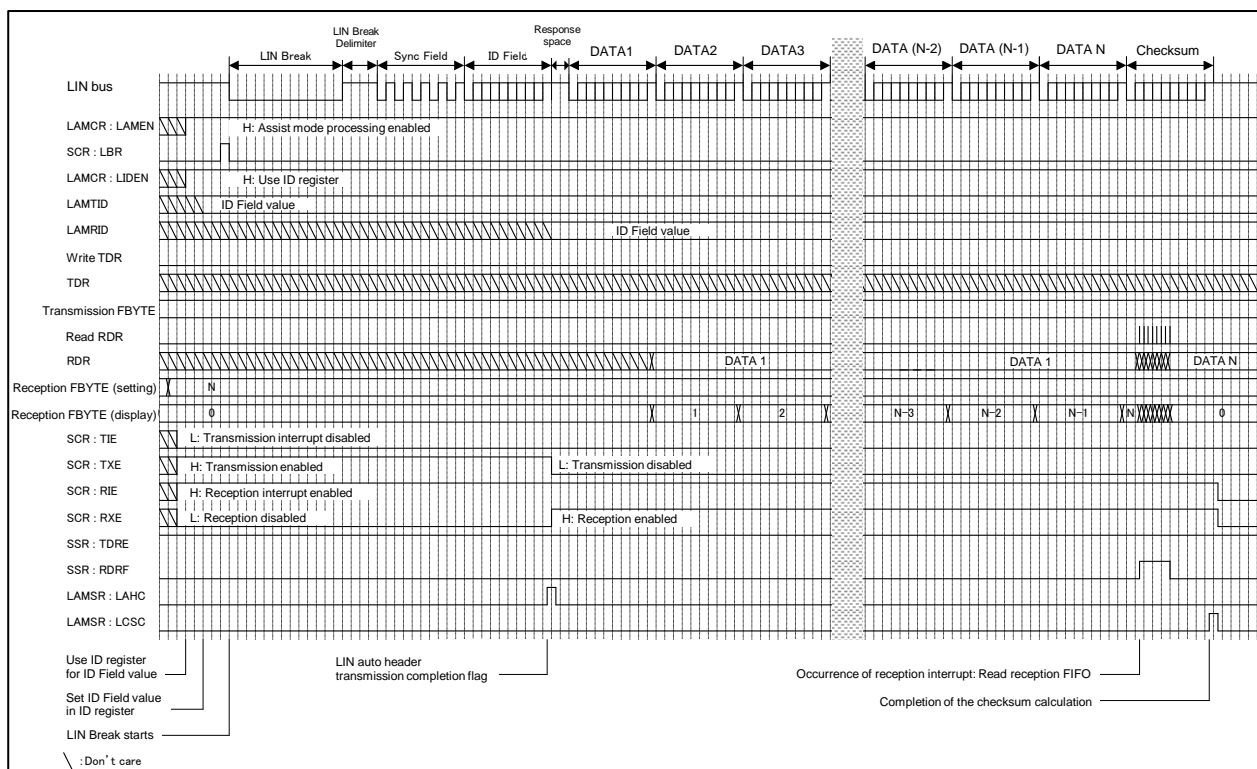 LIN Break
LIN Break
Delimiter
Sync Field
ID Field
Response
space
DATA1
DATA2
DATA3
DATA (N-2)
DATA (N-1)
DATA N
Checksum
LIN bus
LAMCR : LAMEN
H: Assist mode processing enabled
SCR : LBR
LAMCR : LIDEN
H: Use ID register
LAMTID
ID Field value
LAMRID
ID Field value
Write TDR
TDR
Transmission FBYTE
Read RDR
RDR
DATA 1
DATA 1
DATA N
Reception FBYTE (setting)
N
Reception FBYTE (display)
0
1
2
N-3
N-2
N-1
N
0
SCR : TIE
L: Transmission interrupt disabled
SCR : TXE
H: Transmission enabled
L: Transmission disabled
SCR : RIE
H: Reception interrupt enabled
SCR : RXE
L: Reception disabled
H: Reception enabled
SSR : TDRE
SSR : RDRF
LAMSR : LAHC
LAMSR : LCSC
Use ID register
for ID Field value
Set ID Field value
in ID register
LIN Break starts
LIN auto header
transmission completion flag
Occurrence of reception interrupt: Read reception FIFO
Completion of the checksum calculation
:Don't care